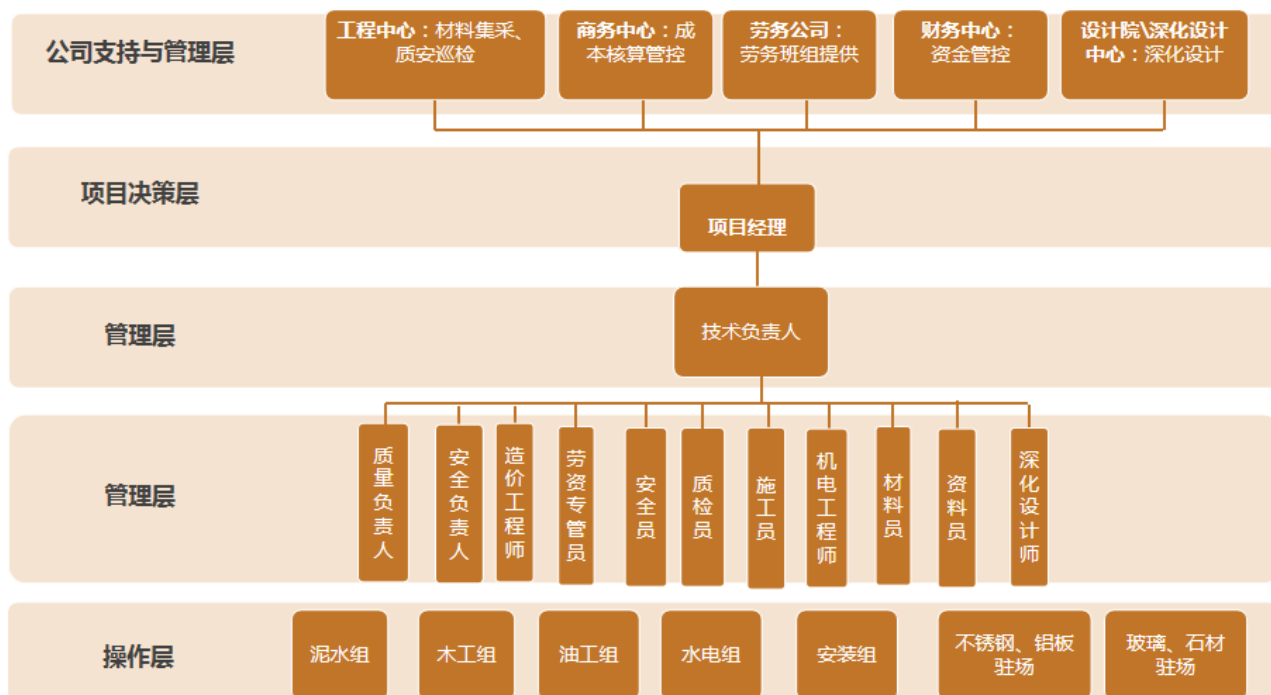 公司支持与管理层
工程中心：材料集采、
质安巡检
商务中心：成
本核算管控
劳务公司：
劳务班组提供
财务中心：
资金管控
设计院\深化设计
中心：深化设计
项目决策层
项目经理
管理层
技术负责人
管理层
质量负责人
安全负责人
造价工程师
劳资专管员
安全员
质检员
施工员
机电工程师
材料员
资料员
深化设计师
操作层
泥水组
木工组
油工组
水电组
安装组
不锈钢、铝板
驻场
玻璃、石材
驻场